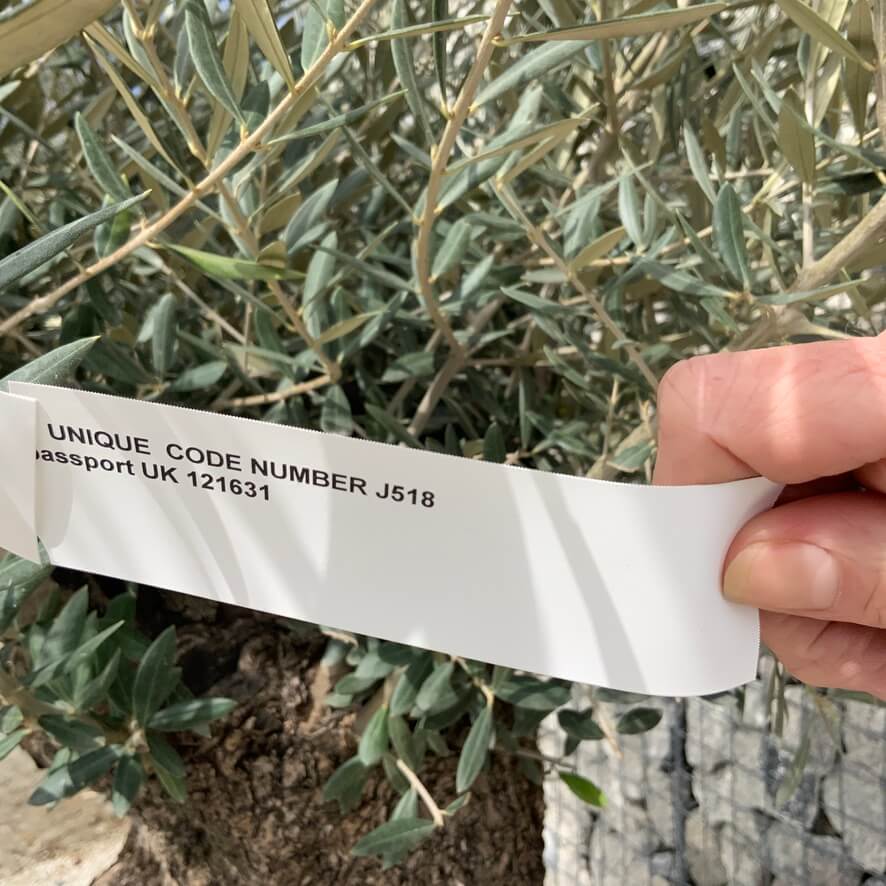 UNIQUE CODE NUMBER J518
passport UK 121631